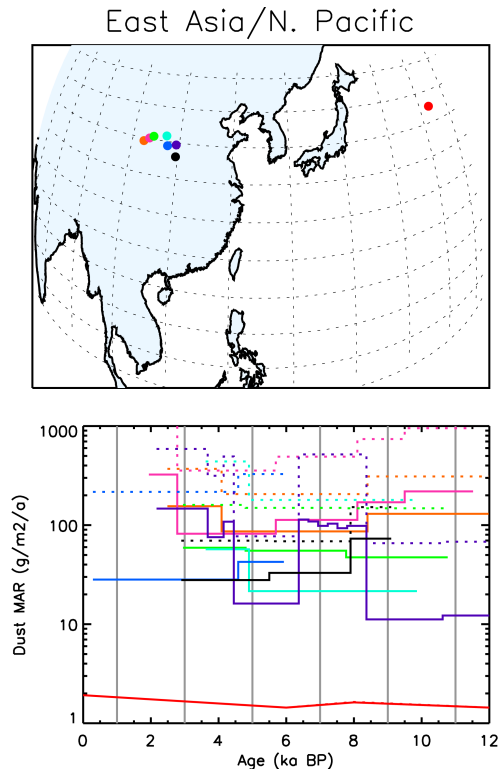 East Asia/N. Pacific
1000
100
10
1
Dust MAR (g/m2/a)
0 2 4 6 8 10 12
Age (ka BP)